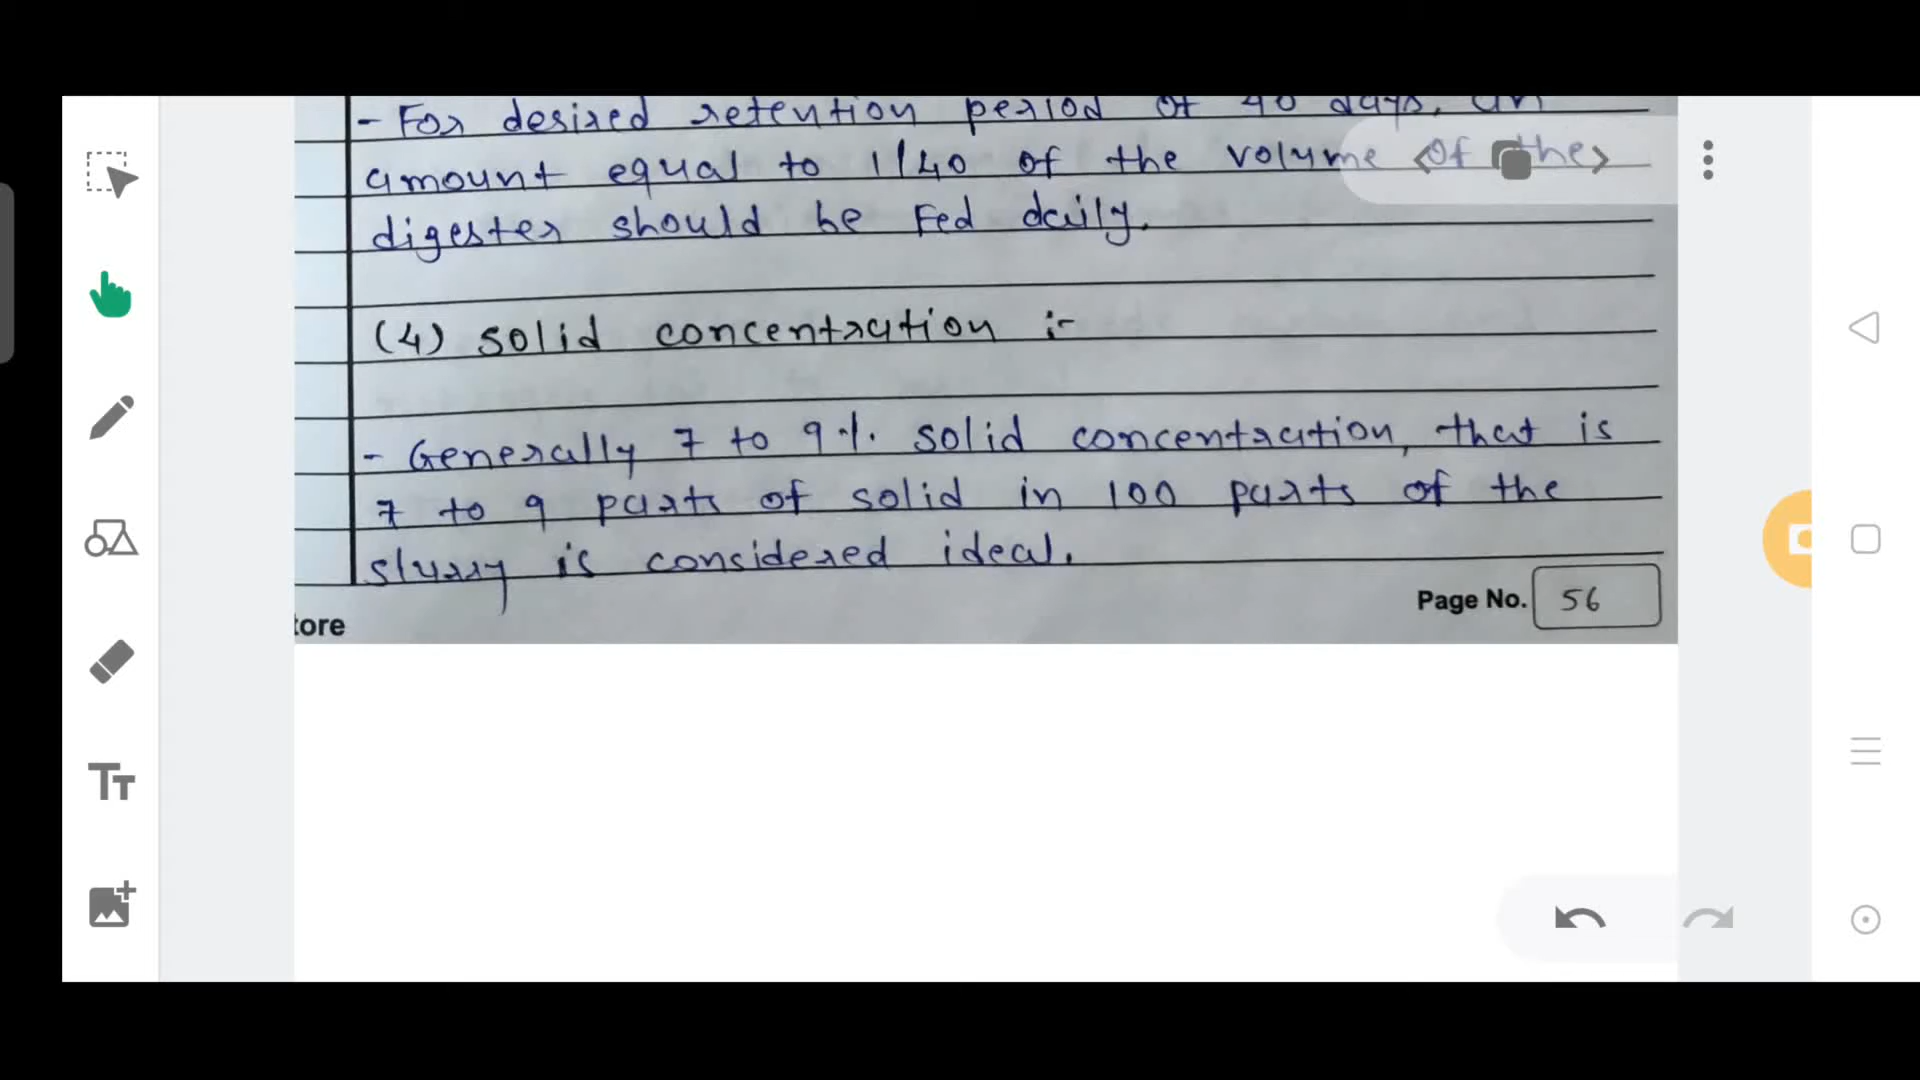 - For desired retention period of 40 days, an
amount equal to 1/40 of the volume of the
digester should be Fed daily.
(4) solid concentration :-
- Generally 7 to 9 %. solid concentration, that is
7 to 9 parts of solid in 100 parts of the
slurry is considered ideal.
Page No. 56
tore
TT